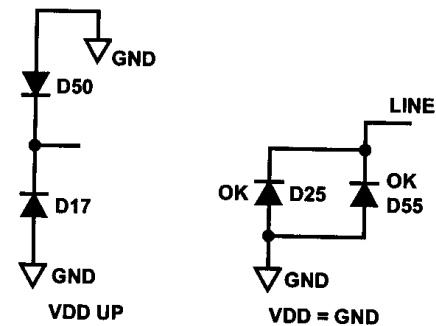 GND
D50
D17
GND
VDD UP
LINE
OK D25
OK
D55
GND
VDD = GND